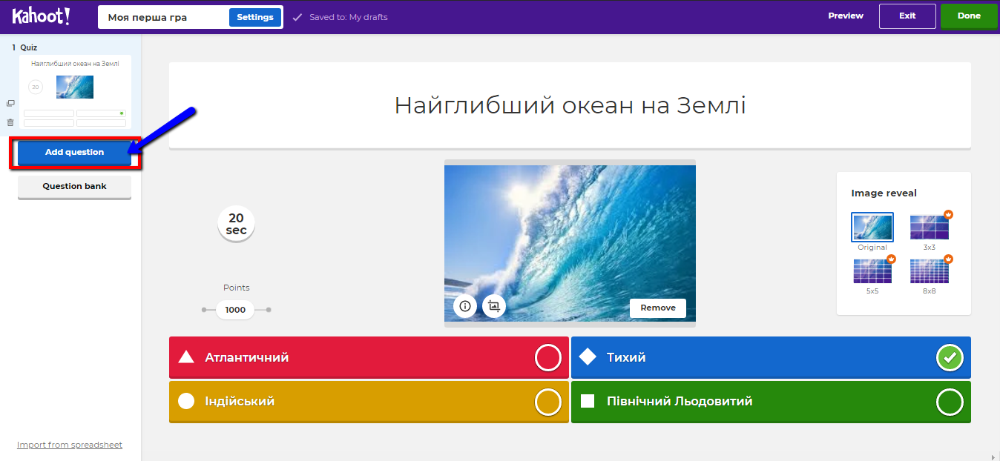 Kahoot!
Моя перша гра
Settings
Saved to: My drafts
Preview
Exit
Done
1 Quiz
Найглибший океан на Землі
20
Add question
Question bank
Import from spreadsheet
Найглибший океан на Землі
20
sec
Points
1000
Remove
Image reveal
Original
3x3
5x5
8x8
Атлантичний
Тихий
Індійський
Північний Льодовитий